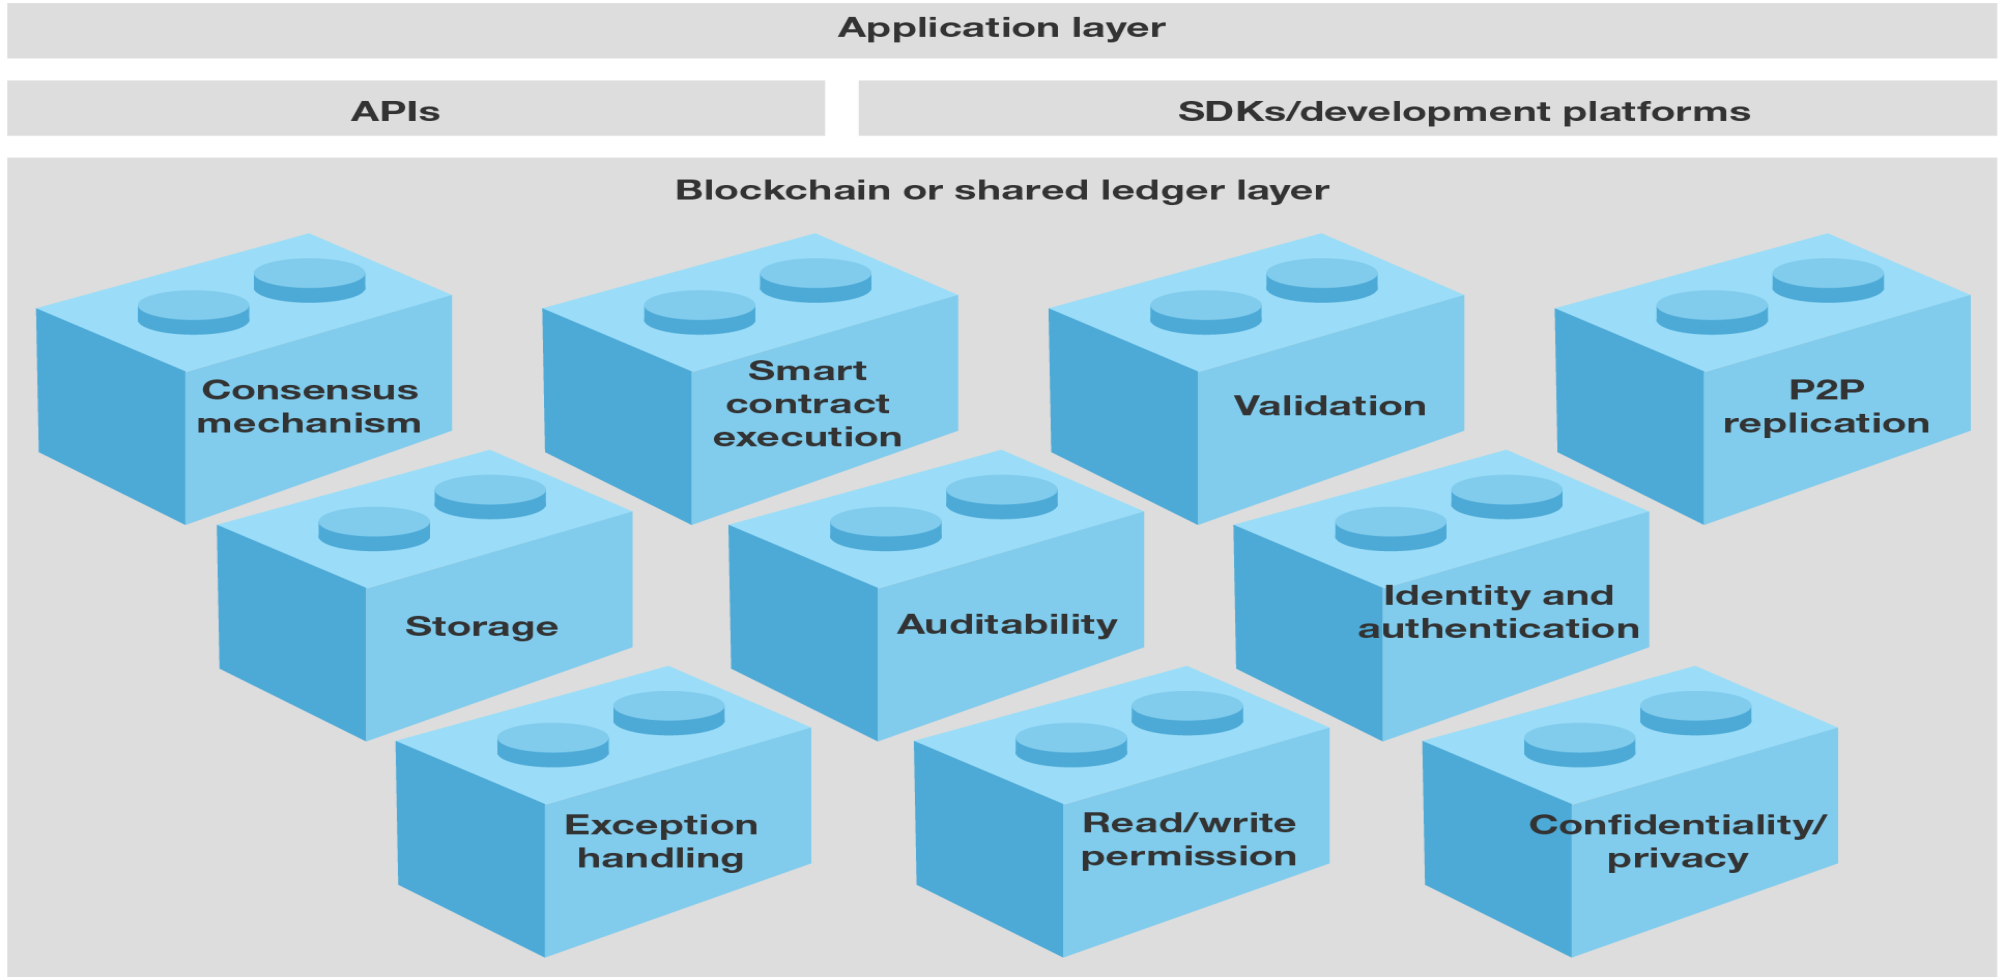 Application layer
APIs
SDKs/development platforms
Blockchain or shared ledger layer
Consensus
mechanism
Smart
contract
execution
Validation
P2P
replication
Storage
Auditability
Identity and
authentication
Exception
handling
Read/write
permission
Confidentiality/
privacy